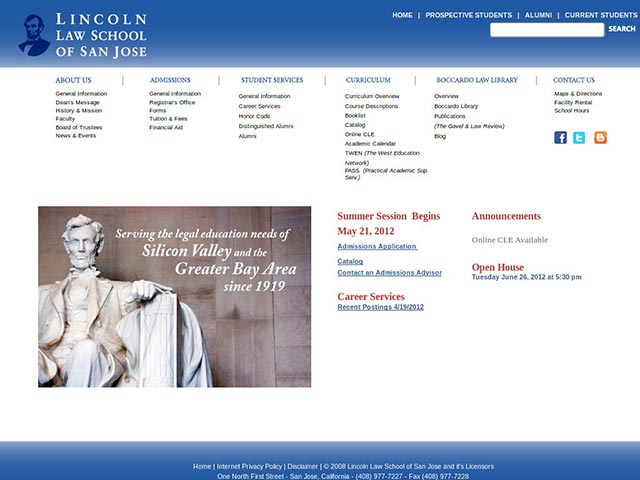 LINCOLN
LAW SCHOOL
OF SAN JOSE
HOME | PROSPECTIVE STUDENTS | ALUMNI | CURRENT STUDENTS
SEARCH
ABOUT US
General Information
Dean's Message
History & Mission
Faculty
Board of Trustees
News & Events
ADMISSIONS
General Information
Registrar's Office
Forms
Tuition & Fees
Financial Aid
STUDENT SERVICES
General Information
Career Services
Honor Code
Distinguished Alumni
Alumni
CURRICULUM
Curriculum Overview
Course Descriptions
Booklist
Catalog
Online CLE
Academic Calendar
TWEN (The West Education
Network)
PASS (Practical Academic Sup.
Serv.)
BOCCARDO LAW LIBRARY
Overview
Boccardo Library
Publications
(The Gavel & Law Review)
Blog
CONTACT US
Maps & Directions
Facility Rental
School Hours
Serving the legal education needs of
Silicon Valley and the
Greater Bay Area
since 1919
Summer Session Begins
May 21, 2012
Admissions Application
Catalog
Contact an Admissions Advisor
Career Services
Recent Postings 4/19/2012
Announcements
Online CLE Available
Open House
Tuesday June 26, 2012 at 5:30 pm
Home | Internet Privacy Policy | Disclaimer | © 2008 Lincoln Law School of San Jose and it's Licensors
One North First Street - San Jose, California - (408) 977-7227 - Fax (408) 977-7228